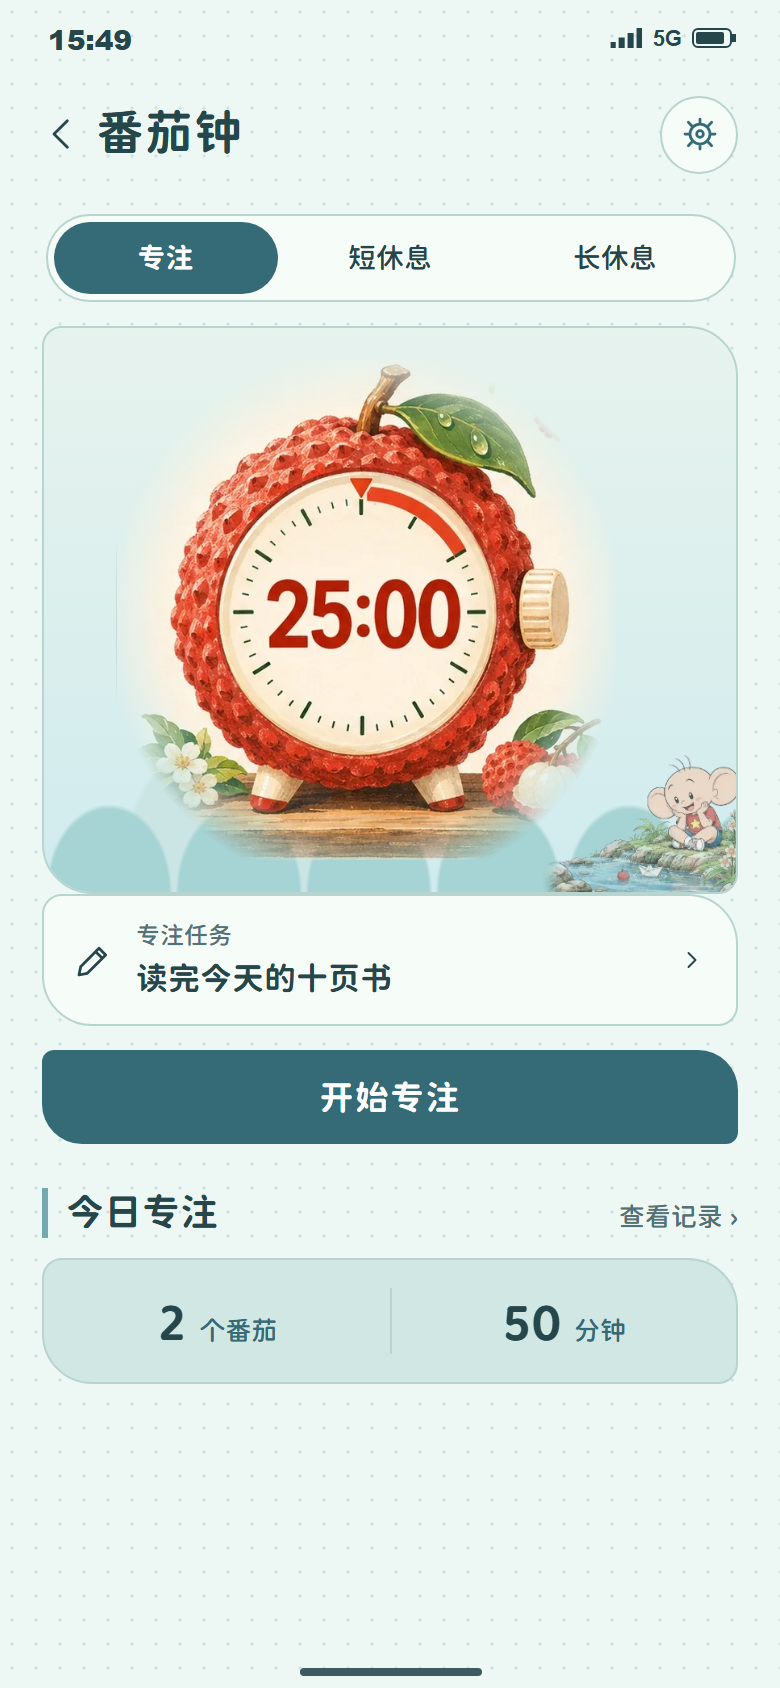 15:49 5G
番茄钟
专注 短休息 长休息
25:00
专注任务
读完今天的十页书
开始专注
今日专注 查看记录 ›
2 个番茄 50 分钟